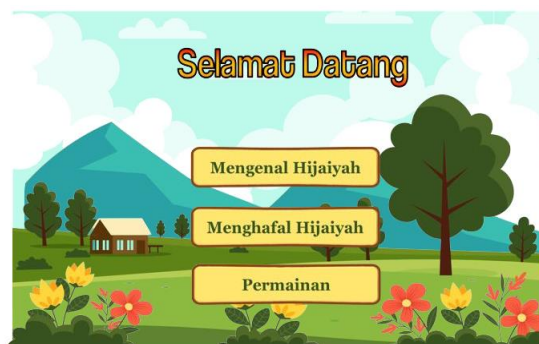 Selamat Datang
Mengenal Hijaiyah
Menghafal Hijaiyah
Permainan